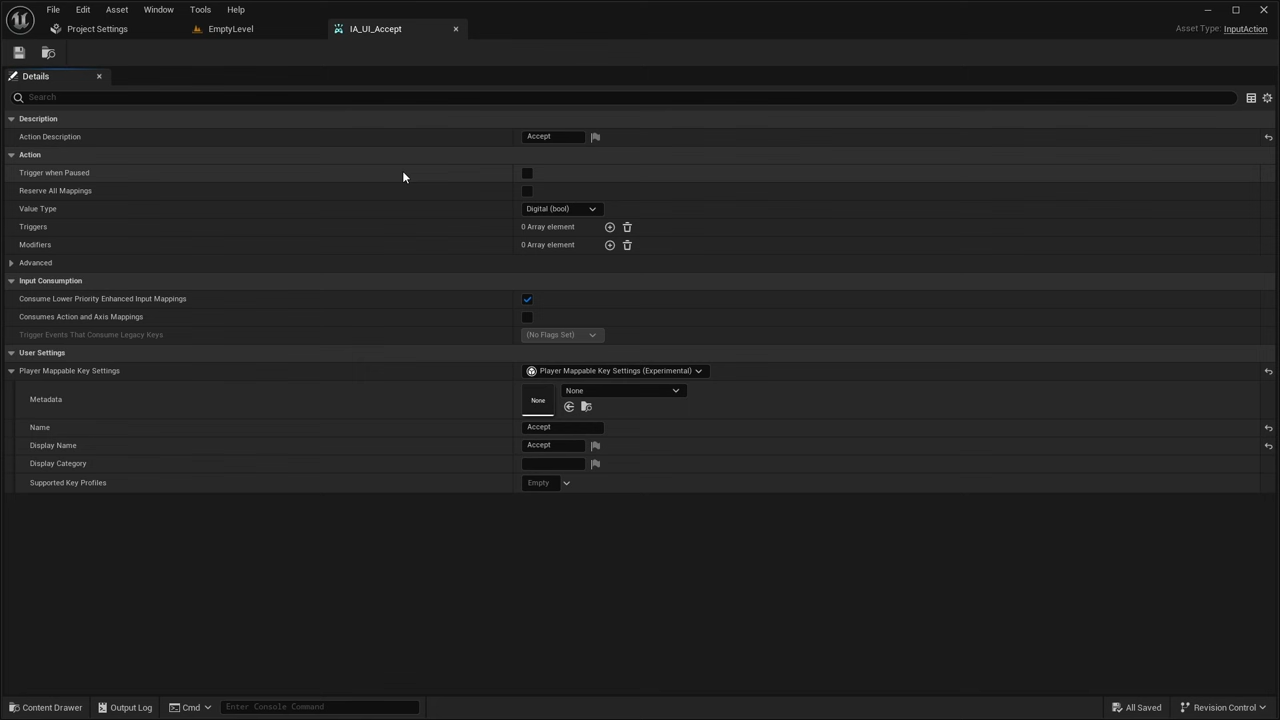 File Edit Asset Window Tools Help
Project Settings EmptyLevel IA_UI_Accept Asset Type: InputAction
Details
Search
Description
Action Description Accept
Action
Trigger when Paused
Reserve All Mappings
Value Type Digital (bool)
Triggers 0 Array element
Modifiers 0 Array element
Advanced
Input Consumption
Consume Lower Priority Enhanced Input Mappings
Consumes Action and Axis Mappings
Trigger Events That Consume Legacy Keys (No Flags Set)
User Settings
Player Mappable Key Settings Player Mappable Key Settings (Experimental)
Metadata None None
Name Accept
Display Name Accept
Display Category
Supported Key Profiles Empty
Content Drawer Output Log Cmd Enter Console Command All Saved Revision Control